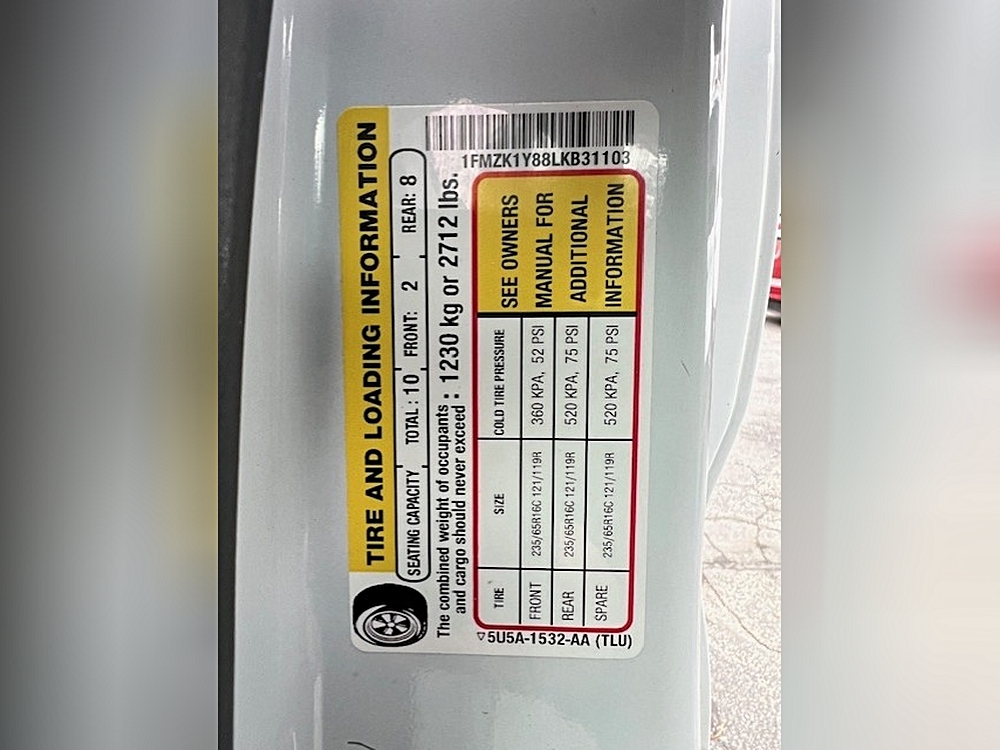 TIRE AND LOADING INFORMATION
SEATING CAPACITY TOTAL : 10 FRONT: 2 REAR: 8
The combined weight of occupants
and cargo should never exceed : 1230 kg or 2712 lbs.
TIRE SIZE COLD TIRE PRESSURE
FRONT 235/65R16C 121/119R 360 KPA, 52 PSI
REAR 235/65R16C 121/119R 520 KPA, 75 PSI
SPARE 235/65R16C 121/119R 520 KPA, 75 PSI
SEE OWNERS
MANUAL FOR
ADDITIONAL
INFORMATION
1FMZK1Y88LKB31103
▽5U5A-1532-AA (TLU)